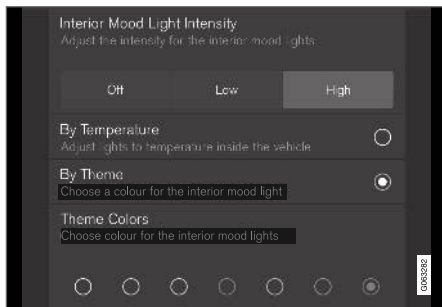 Interior Mood Light Intensity
Adjust the intensity for the interior mood lights
Off Low High
By Temperature
Adjust lights to temperature inside the vehicle
By Theme
Choose a colour for the interior mood light
Theme Colors
Choose colour for the interior mood lights
G063282